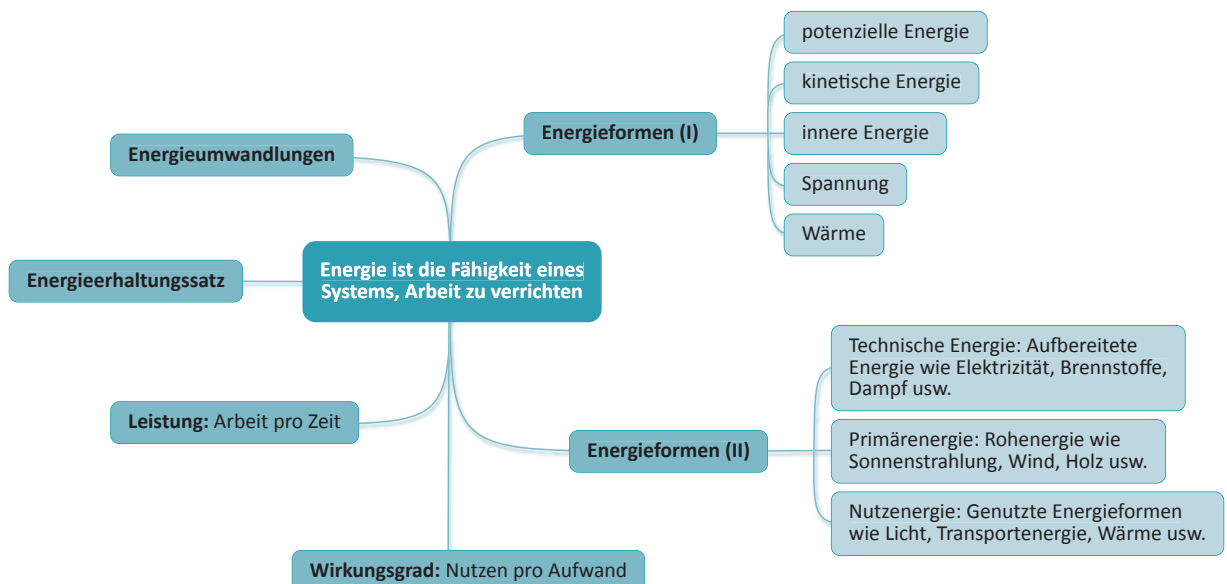 potenzielle Energie
kinetische Energie
Energieformen (I)
innere Energie
Energieumwandlungen
Spannung
Wärme
Energie ist die Fähigkeit eines
Systems, Arbeit zu verrichten
Energieerhaltungssatz
Technische Energie: Aufbereitete
Energie wie Elektrizität, Brennstoffe,
Dampf usw.
Leistung: Arbeit pro Zeit
Energieformen (II)
Primärenergie: Rohenergie wie
Sonnenstrahlung, Wind, Holz usw.
Nutzenergie: Genutzte Energieformen
wie Licht, Transportenergie, Wärme usw.
Wirkungsgrad: Nutzen pro Aufwand